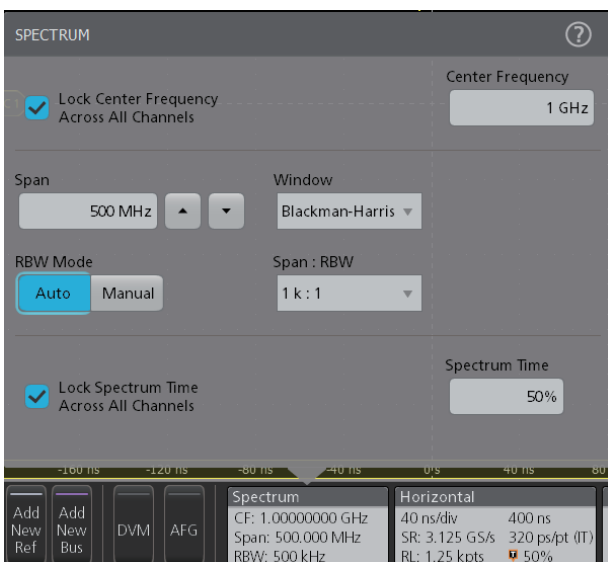 SPECTRUM
?
Center Frequency
Lock Center Frequency
Across All Channels
1 GHz
Span
Window
500 MHz
Blackman-Harris
RBW Mode
Span : RBW
Auto
Manual
1 k : 1
Spectrum Time
Lock Spectrum Time
Across All Channels
50%
-160 ns -120 ns -80 ns -40 ns 0 s 40 ns 80
Add
New
Ref
Add
New
Bus
DVM
AFG
Spectrum
CF: 1.00000000 GHz
Span: 500.000 MHz
RBW: 500 kHz
Horizontal
40 ns/div 400 ns
SR: 3.125 GS/s 320 ps/pt (IT)
RL: 1.25 kpts 50%